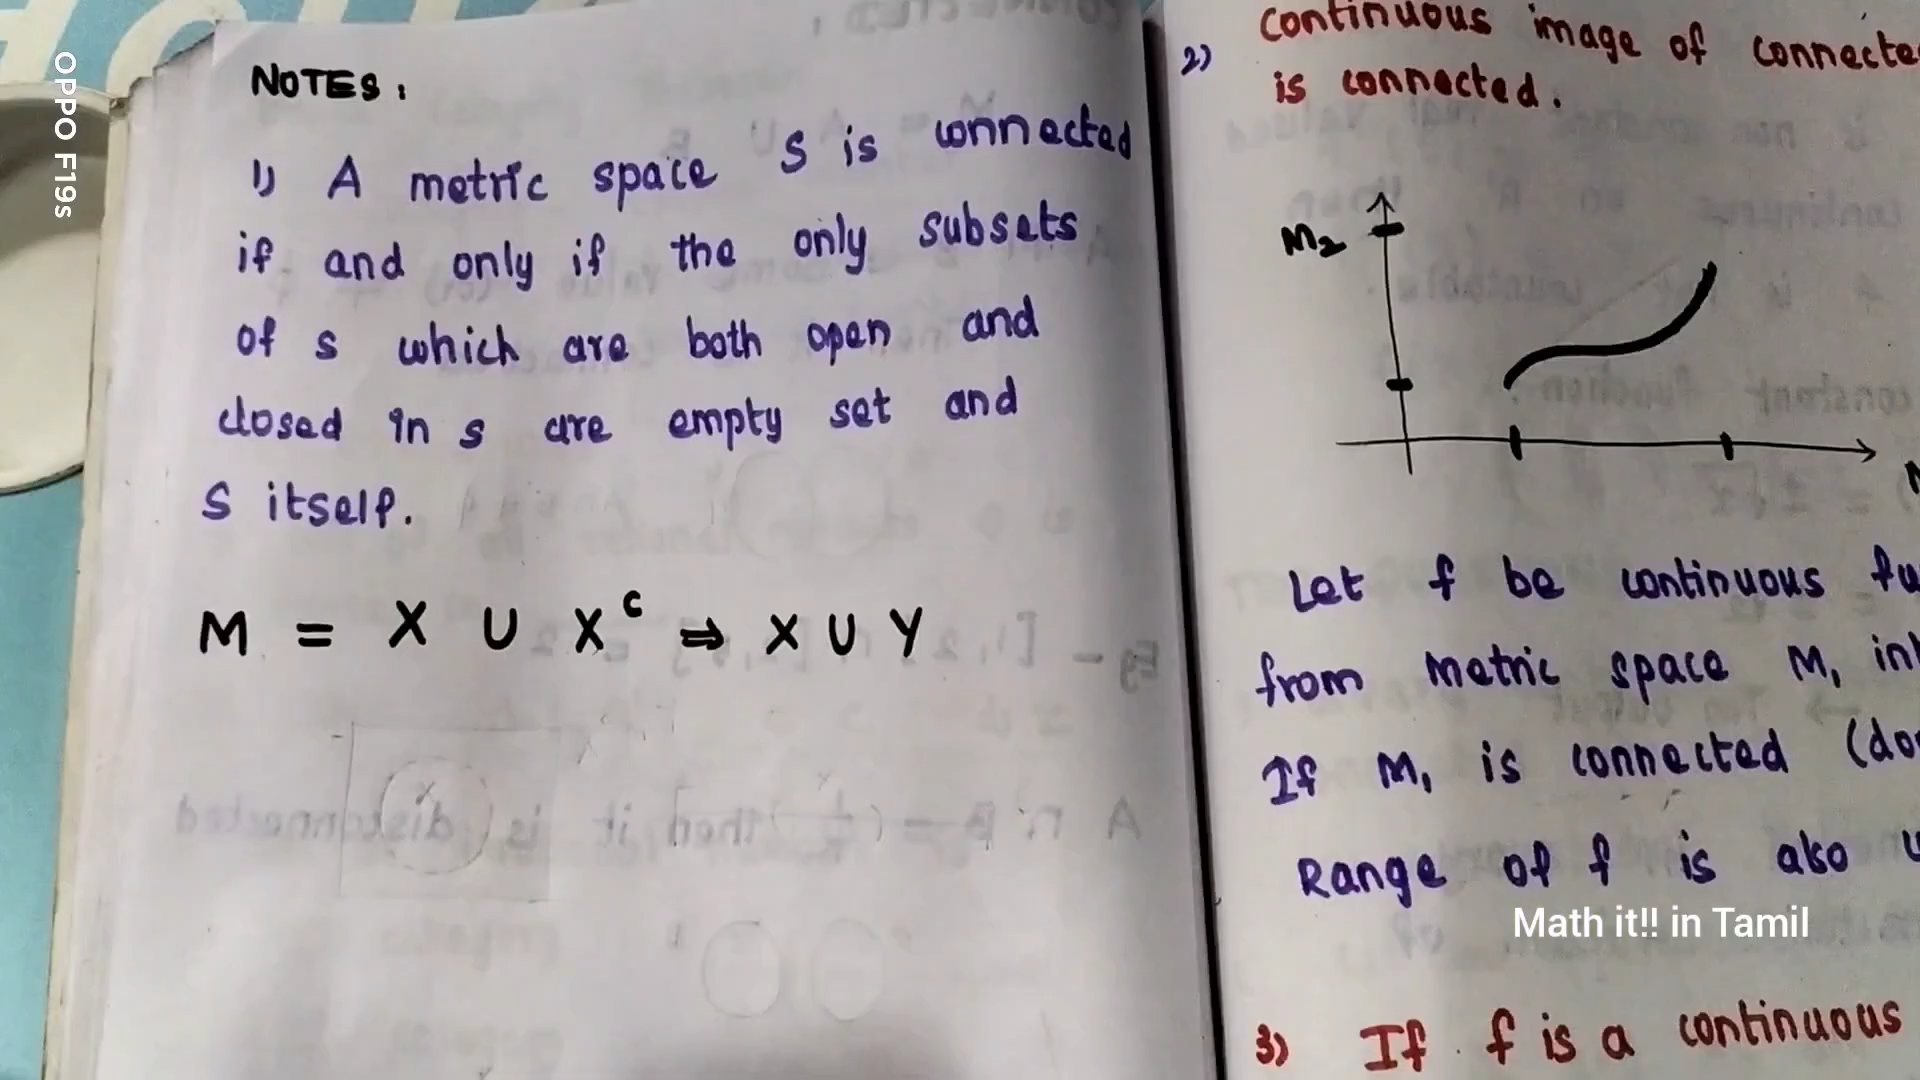 OPPO F19s
NOTES:
1) A metric space S is connected
if and only if the only subsets
of s which are both open and
closed in s are empty set and
S itself.
M = X U X^c ⇒ X U Y
2) continuous image of connecte
is connected.
M2
Let f be continuous fu
from metric space M1 int
If M1 is connected (do
Range of f is also
Math it!! in Tamil
3) If f is a continuous